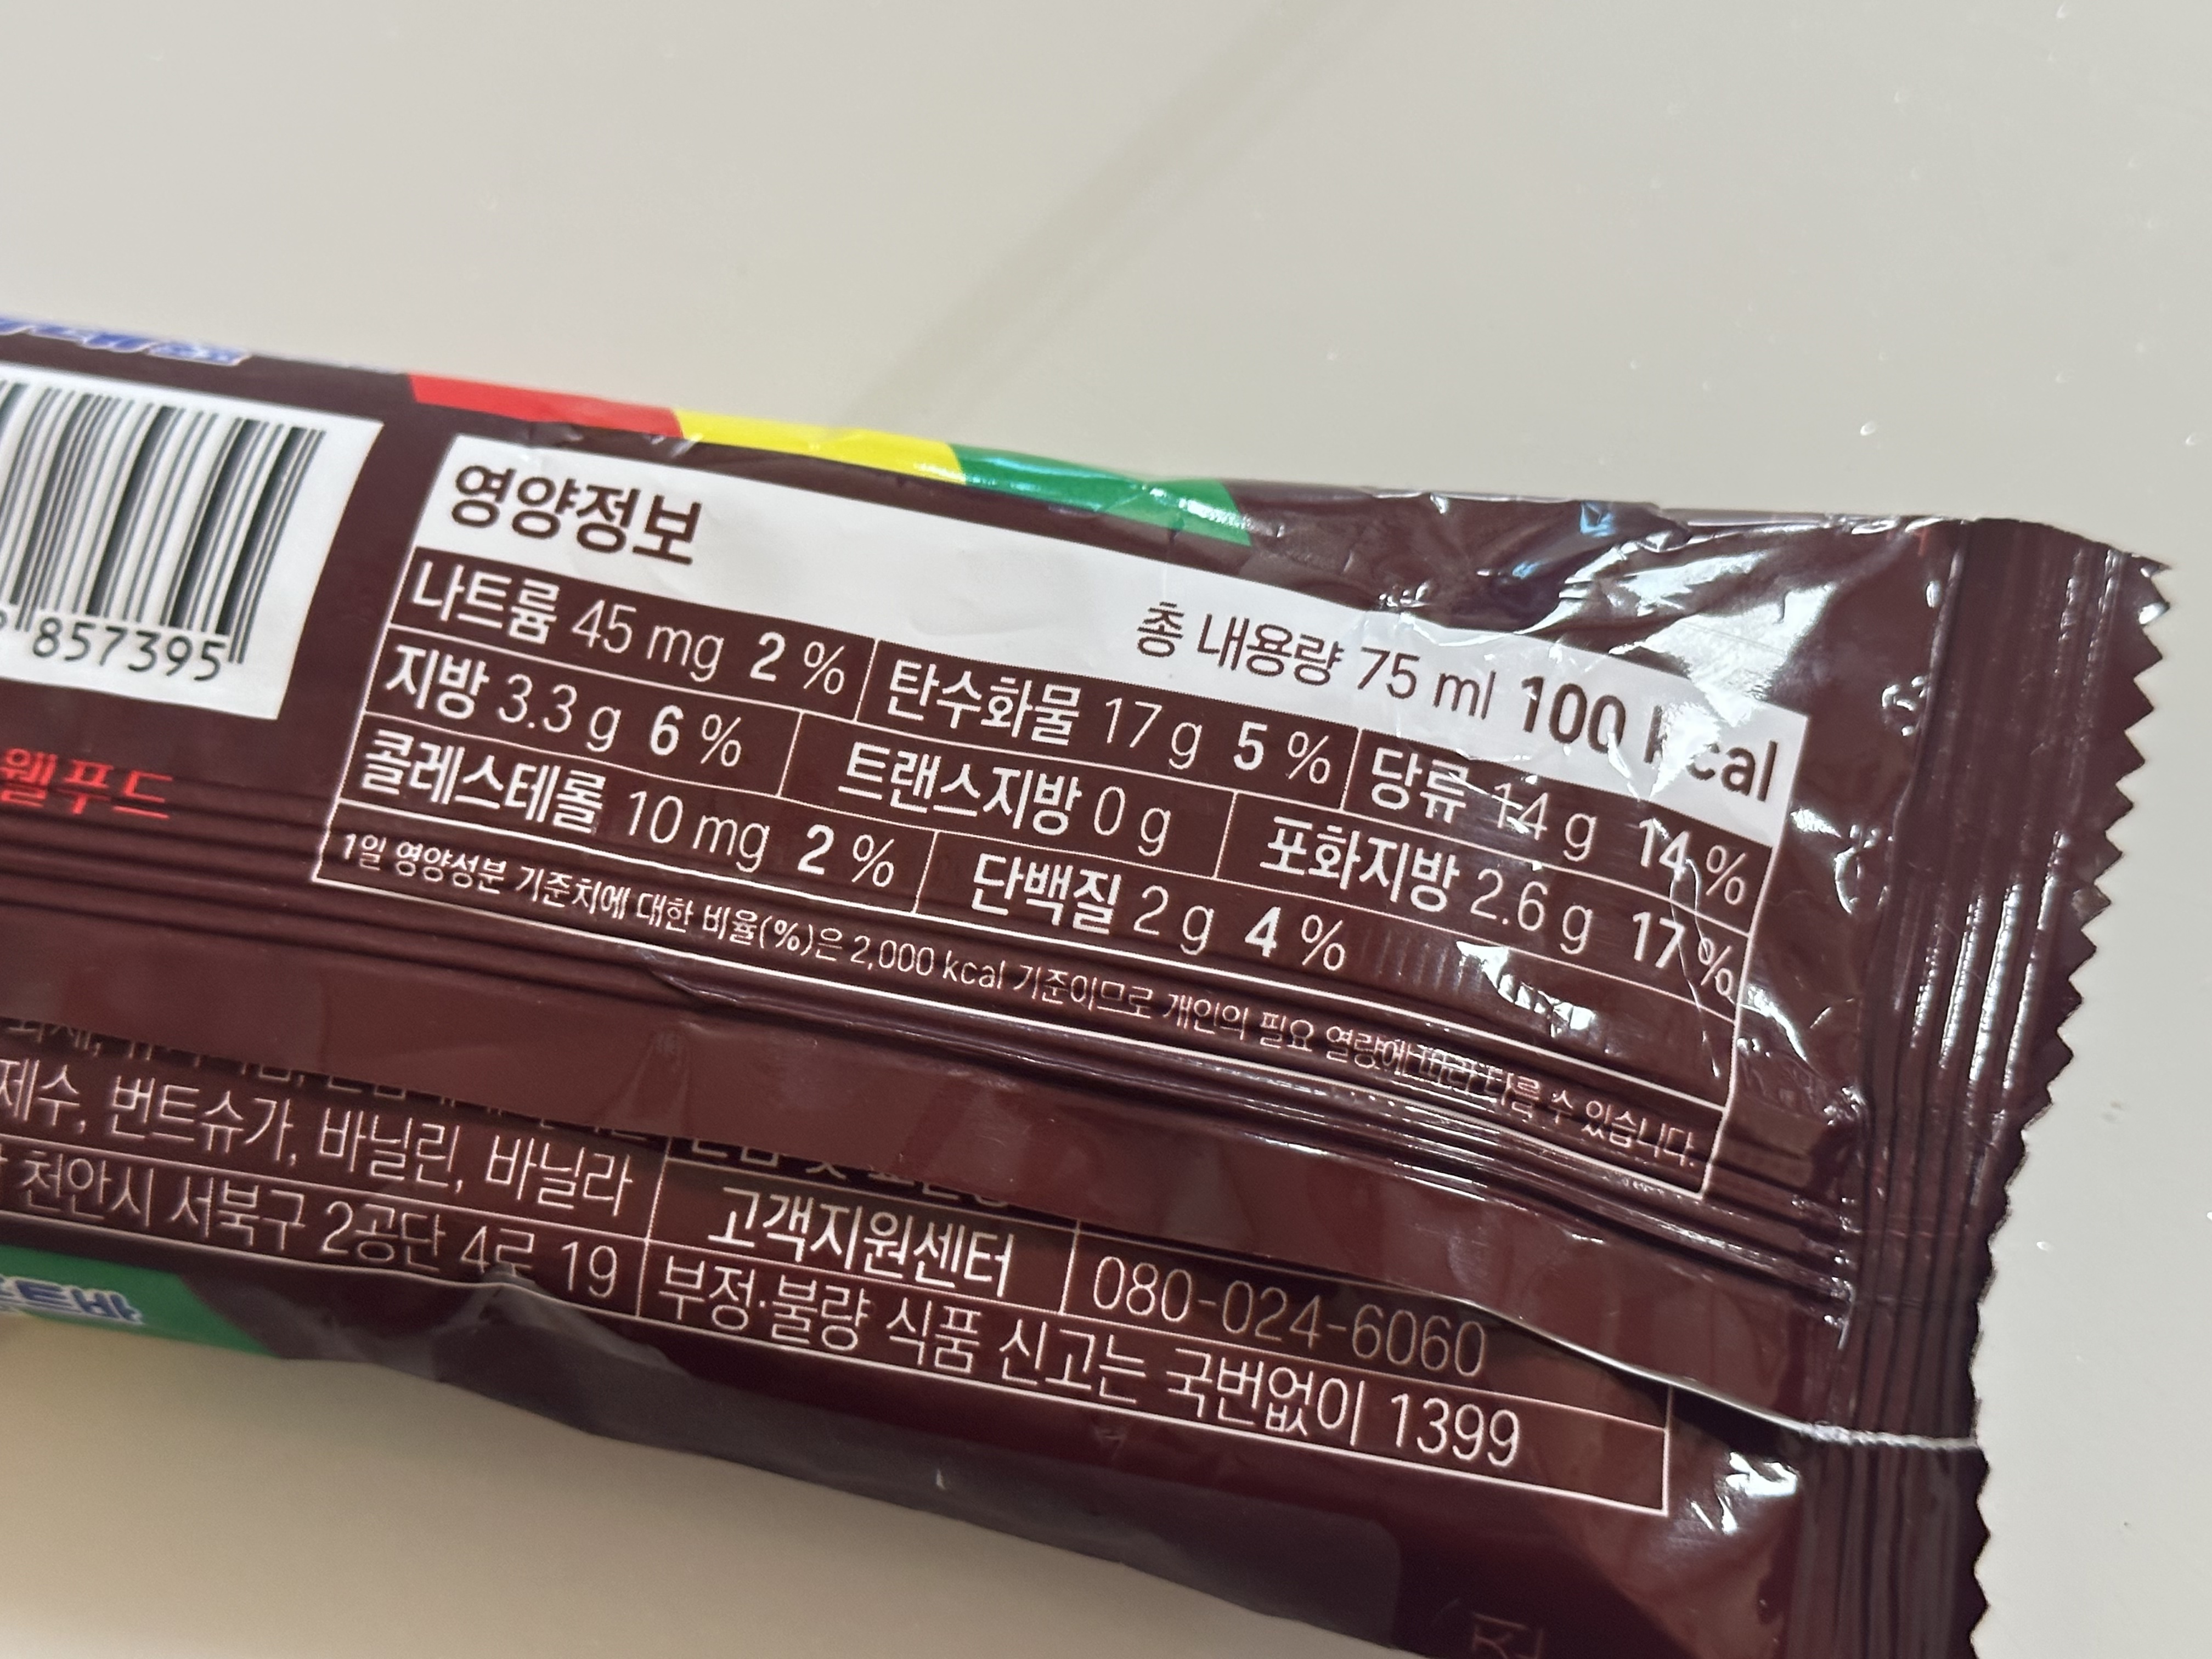 857395
웰푸드
영양정보
총 내용량 75 ml 100 kcal
나트륨 45 mg 2 % 탄수화물 17 g 5 % 당류 14 g 14 %
지방 3.3 g 6 % 트랜스지방 0 g 포화지방 2.6 g 17 %
콜레스테롤 10 mg 2 % 단백질 2 g 4 %
1일 영양성분 기준치에 대한 비율(%)은 2,000 kcal 기준이므로 개인의 필요 열량에 따라 다를 수 있습니다.
제수, 번트슈가, 바닐린, 바닐라
천안시 서북구 2공단 4로 19
고객지원센터 080-024-6060
부정·불량 식품 신고는 국번없이 1399